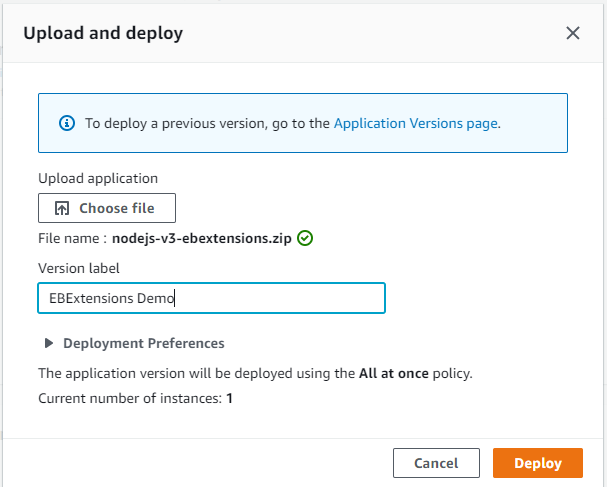 Upload and deploy
To deploy a previous version, go to the Application Versions page.
Upload application
Choose file
File name : nodejs-v3-ebextensions.zip
Version label
EBExtensions Demo
Deployment Preferences
The application version will be deployed using the All at once policy.
Current number of instances: 1
Cancel Deploy